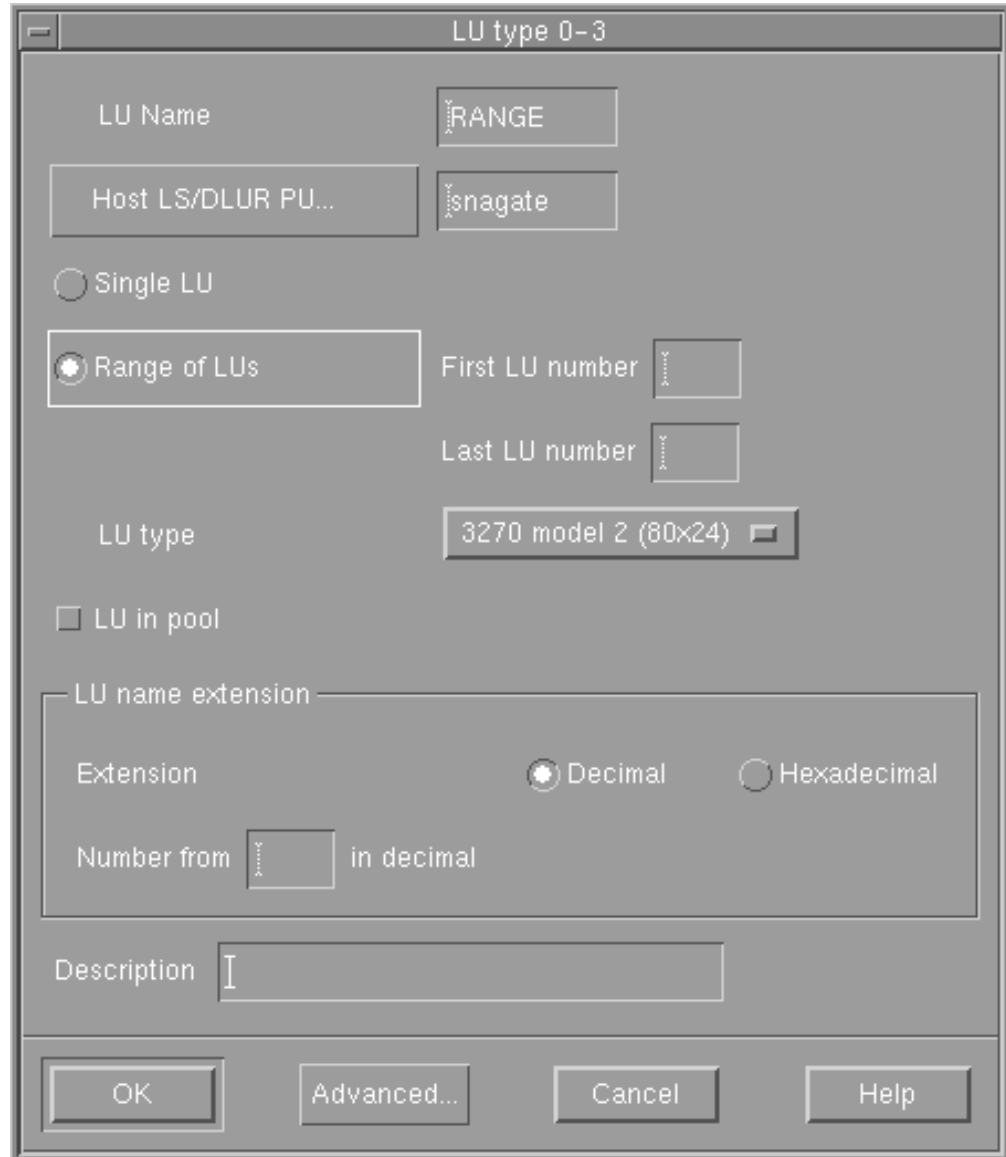 LU type 0-3
LU Name RANGE
Host LS/DLUR PU... snagate
Single LU
Range of LUs First LU number
Last LU number
LU type 3270 model 2 (80x24)
LU in pool
LU name extension
Extension Decimal Hexadecimal
Number from in decimal
Description
OK Advanced... Cancel Help